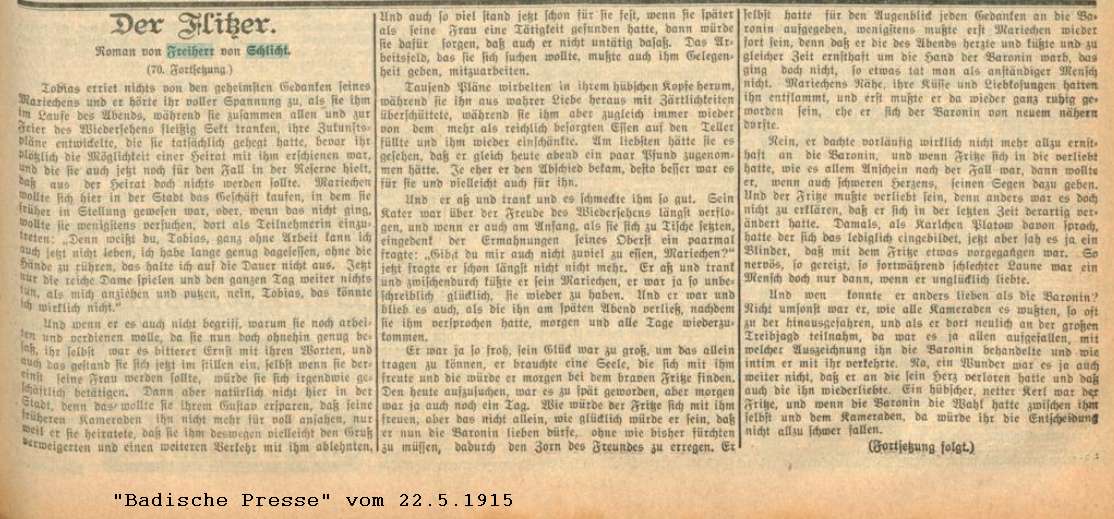 Der Flitzer.
Roman von Freiherr von Schlicht.
(70. Fortsetzung.)
Tobias erriet nichts von den geheimsten Gedanken seines
Mariechens und er hörte ihr voller Spannung zu, als sie ihm
im Laufe des Abends, während sie zusammen allen und zur
Feier des Wiedersehens fleißig Sekt tranken, ihre Zukunfts-
pläne entwickelte, die sie tatsächlich gehegt hatte, bevor ihr
plötzlich die Möglichkeit einer Heirat mit ihm erschienen war,
und die sie auch jetzt noch für den Fall in der Reserve hielt,
daß aus der Heirat doch nichts werden sollte. Mariechen
wollte sich hier in der Stadt das Geschäft kaufen, in dem sie
früher in Stellung gewesen war, oder, wenn das nicht ging,
wollte sie wenigstens versuchen, dort als Teilnehmerin einzu-
treten: „Denn weißt du, Tobias, ganz ohne Arbeit kann ich
auch jetzt nicht leben, ich habe lange genug dagesessen, ohne die
Hände zu rühren, das halte ich auf die Dauer nicht aus. Jetzt
nur die reiche Dame spielen und den ganzen Tag weiter nichts
tun, als mich anziehen und putzen, nein, Tobias, das könnte
ich wirklich nicht.“
Und wenn er es auch nicht begriff, warum sie noch arbei-
ten und verdienen wolle, da sie nun doch ohnehin genug be-
saß, ihr selbst war es bitterer Ernst mit ihren Worten, und
auch das gestand sie sich jetzt im stillen ein, selbst wenn sie der-
einst seine Frau werden sollte, würde sie sich irgendwie ge-
schäftlich betätigen. Dann aber natürlich nicht hier in der
Stadt, denn das wollte sie ihrem Gustav ersparen, daß seine
früheren Kameraden ihn nicht mehr für voll ansahen, nur
weil er sie heiratete, daß sie ihm deswegen vielleicht den Gruß
verweigerten und einen weiteren Verkehr mit ihm ablehnten.
Und auch so viel stand jetzt schon für sie fest, wenn sie später
als seine Frau eine Tätigkeit gefunden hatte, dann würde
sie dafür sorgen, daß auch er nicht untätig dasaß. Das Ar-
beitsfeld, das sie sich suchen wollte, mußte auch ihm Gelegen-
heit geben, mitzuarbeiten.
Tausend Pläne wirbelten in ihrem hübschen Kopfe herum,
während sie ihn aus wahrer Liebe heraus mit Zärtlichkeiten
überschüttete, während sie ihm aber zugleich immer wieder
von dem mehr als reichlich besorgten Essen auf den Teller
füllte und ihm wieder einschänkte. Am liebsten hätte sie es
gesehen, daß er gleich heute abend ein paar Pfund zugenom-
men hätte. Je eher er den Abschied bekam, desto besser war es
für sie und vielleicht auch für ihn.
Und er aß und trank und es schmeckte ihm so gut. Sein
Kater war über der Freude des Wiedersehens längst verflo-
gen, und wenn er auch am Anfang, als sie sich zu Tische setzten,
eingedenk der Ermahnungen seines Oberst ein paarmal
fragte: „Gibst du mir auch nicht zuviel zu essen, Mariechen?“
jetzt fragte er schon längst nicht nicht mehr. Er aß und trank
und zwischendurch küßte er sein Mariechen, er war ja so unbe-
schreiblich glücklich, sie wieder zu haben. Und er war und
blieb es auch, als die ihn am späten Abend verließ, nachdem
sie ihm versprochen hatte, morgen und alle Tage wiederzu-
kommen.
Er war ja so froh, sein Glück war zu groß, um das allein
tragen zu können, er brauchte eine Seele, die sich mit ihm
freute und die würde er morgen bei dem braven Fritze finden.
Den heute aufzusuchen, war es zu spät geworden, aber morgen
war ja auch noch ein Tag. Wie würde der Fritze sich mit ihm
freuen, aber das nicht allein, wie glücklich würde er sein, daß
er nun die Baronin lieben dürfe, ohne wie bisher fürchten
zu müssen, dadurch den Zorn des Freundes zu erregen. Er
selbst hatte für den Augenblick jeden Gedanken an die Ba-
ronin aufgegeben, wenigstens mußte erst Mariechen wieder
fort sein, denn daß er die des Abends herzte und küßte und zu
gleicher Zeit ernsthaft um die Hand der Baronin warb, das
ging doch nicht, so etwas tat man als anständiger Mensch
nicht. Mariechens Nähe, ihre Küsse und Liebkosungen hatten
ihn entflammt, und erst mußte er da wieder ganz ruhig ge-
worden sein, ehe er sich der Baronin von neuem nähern
durfte.
Nein, er dachte vorläufig wirklich nicht mehr allzu ernst-
haft an die Baronin, und wenn Fritze sich in die verliebt
hatte, wie es allem Anschein nach der Fall war, dann wollte
er, wenn auch schweren Herzens, seinen Segen dazu geben.
Und der Fritze mußte verliebt sein, denn anders war es doch
nicht zu erklären, daß er sich in der letzten Zeit derartig ver-
ändert hatte. Damals, als Karlchen Platow davon sprach,
hatte der sich das lediglich eingebildet, jetzt aber sah es ja ein
Blinder, daß mit dem Fritze etwas vorgegangen war. So
nervös, so gereizt, so fortwährend schlechter Laune war ein
Mensch doch nur dann, wenn er unglücklich liebte.
Und wen konnte er anders lieben als die Baronin?
Nicht umsonst war er, wie alle Kameraden es wußten, so oft
zu der hinausgefahren, und als er dort neulich an der großen
Treibjagd teilnahm, da war es ja allen aufgefallen, mit
welcher Auszeichnung ihn die Baronin behandelte und wie
intim er mit ihr verkehrte. Na, ein Wunder war es ja auch
weiter nicht, daß er an die sein Herz verloren hatte und daß
auch die ihn wiederliebte. Ein hübscher, netter Kerl war der
Fritze, und wenn die Baronin die Wahl hatte zwischen ihm
selbst und dem Kameraden, da würde ihr die Entscheidung
nicht allzu schwer fallen.
(Fortsetzung folgt.)
"Badische Presse" vom 22.5.1915